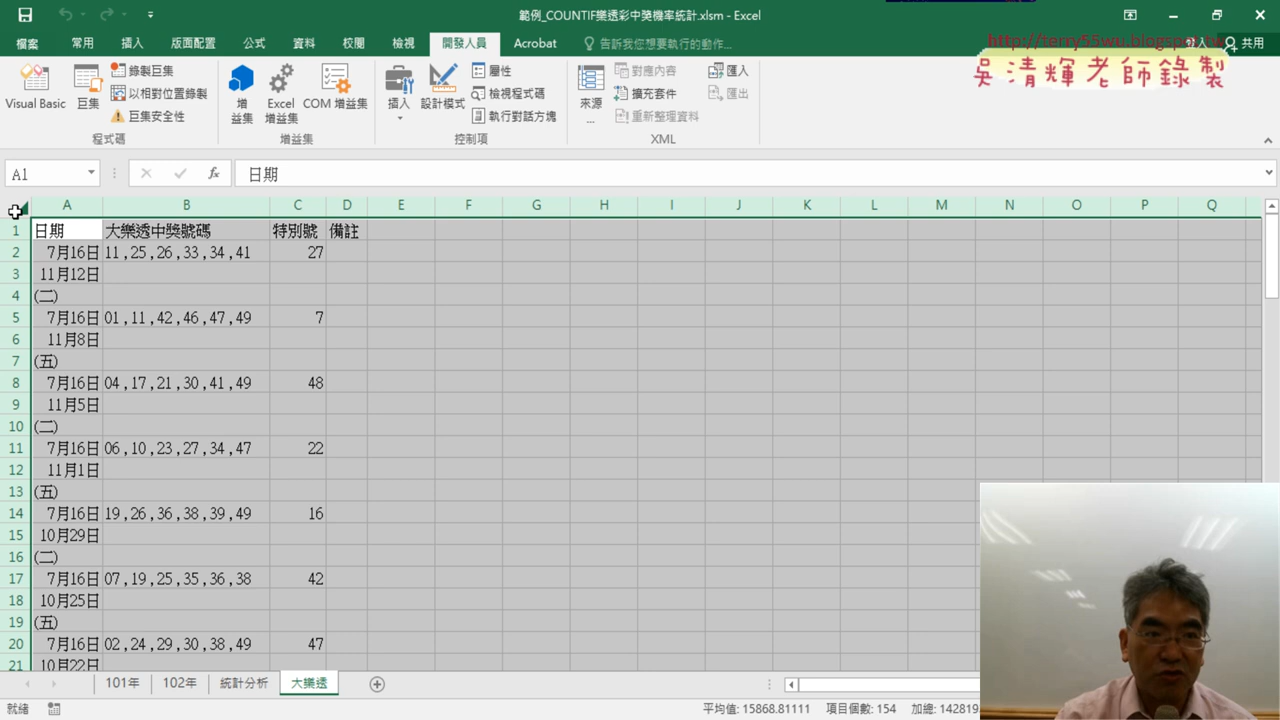 範例_COUNTIF樂透彩中獎機率統計.xlsm - Excel
檔案 常用 插入 版面配置 公式 資料 校閱 檢視 開發人員 Acrobat 告訴我您想要執行的動作... 登入 共用
http://terry55wu.blogspot.tw
吳清輝老師錄製
Visual Basic 巨集 錄製巨集 以相對位置錄製 巨集安全性 程式碼
增益集 Excel 增益集 COM 增益集 增益集
插入 設計模式 屬性 檢視程式碼 執行對話方塊 控制項
來源... 對應內容 擴充套件 重新整理資料 匯入 匯出 XML
A1 fx 日期
A B C D E F G H I J K L M N O P Q
1 日期 大樂透中獎號碼 特別號 備註
2 7月16日 11,25,26,33,34,41 27
3 11月12日
4 (二)
5 7月16日 01,11,42,46,47,49 7
6 11月8日
7 (五)
8 7月16日 04,17,21,30,41,49 48
9 11月5日
10 (二)
11 7月16日 06,10,23,27,34,47 22
12 11月1日
13 (五)
14 7月16日 19,26,36,38,39,49 16
15 10月29日
16 (二)
17 7月16日 07,19,25,35,36,38 42
18 10月25日
19 (五)
20 7月16日 02,24,29,30,38,49 47
21 10月22日
101年 102年 統計分析 大樂透
就緒 平均值: 15868.81111 項目個數: 154 加總: 142819